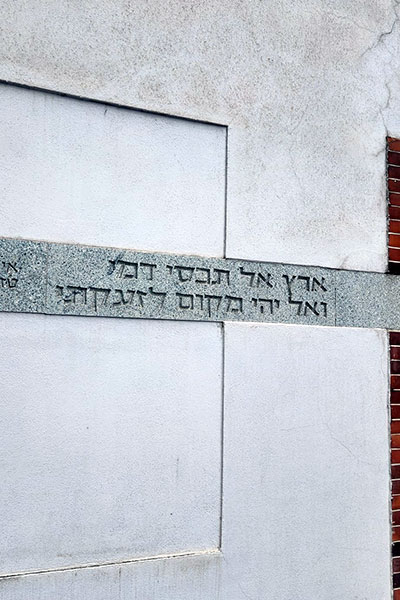 ארץ אל תכסי דמי
ואל יהי מקום לזעקתי